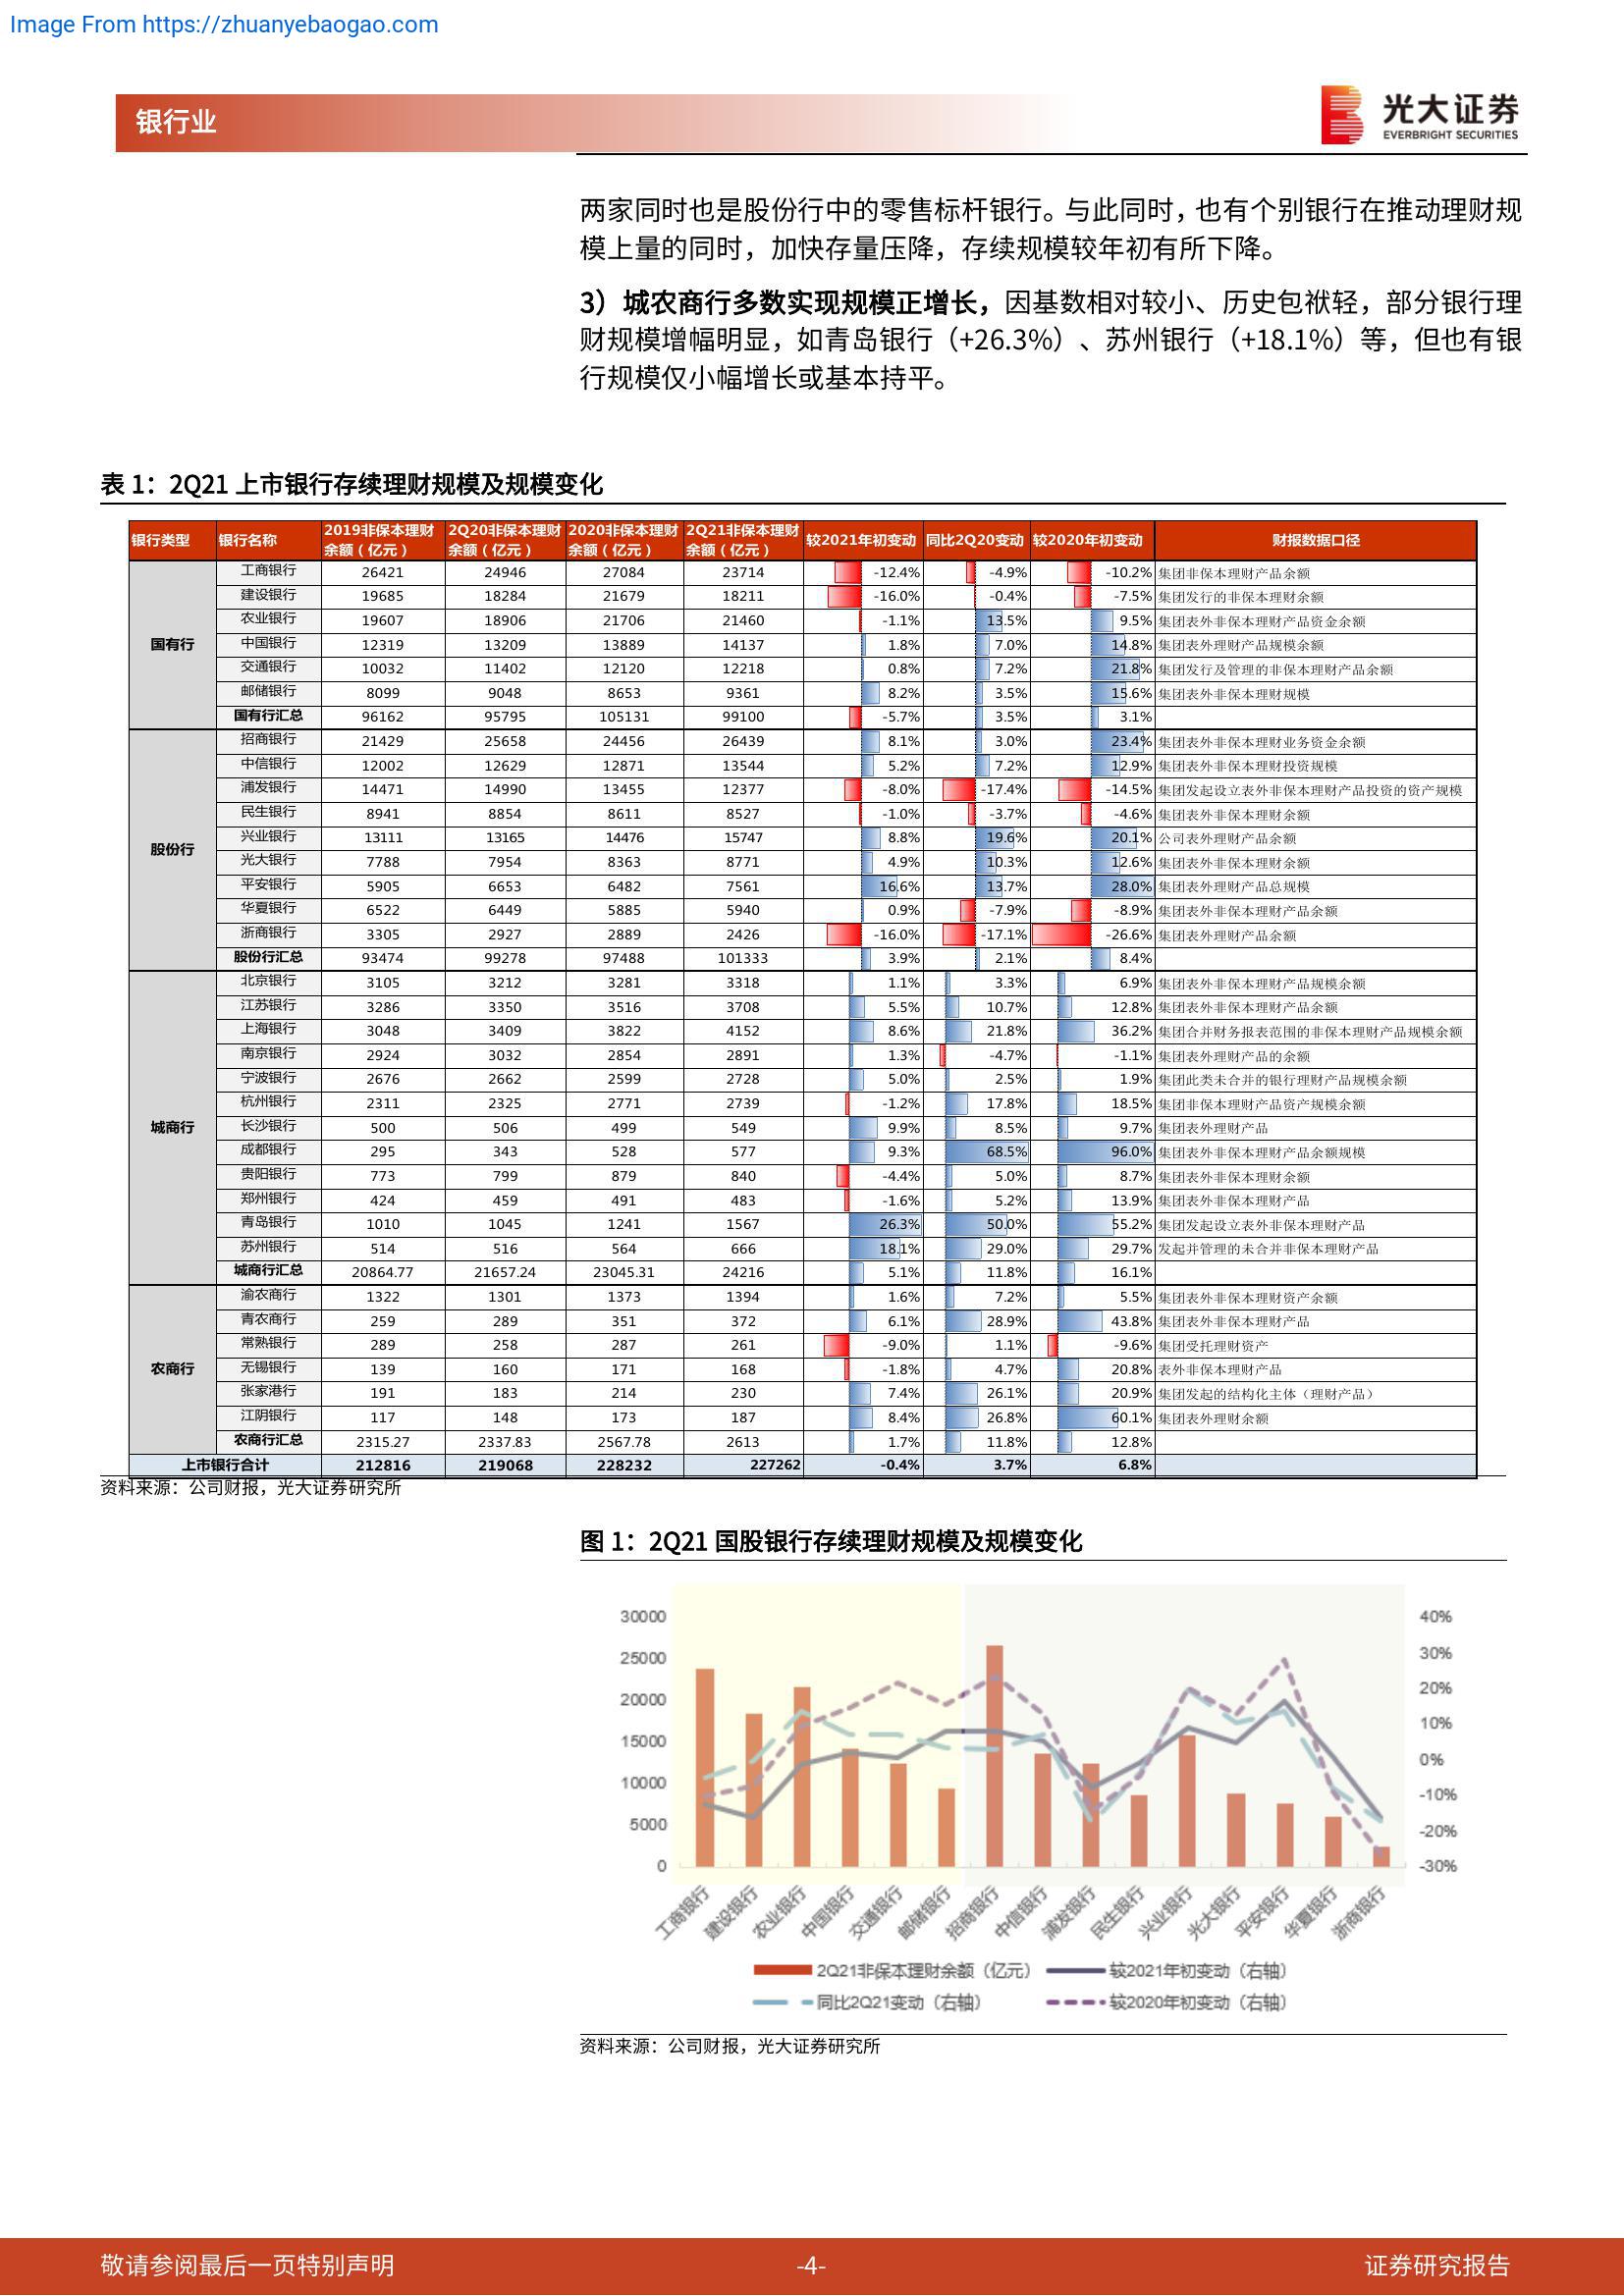 Image From https://zhuanyebaogao.com
银行业
光大证券
EVERBRIGHT SECURITIES
两家同时也是股份行中的零售标杆银行。与此同时，也有个别银行在推动理财规
模上量的同时，加快存量压降，存续规模较年初有所下降。
3）城农商行多数实现规模正增长，因基数相对较小、历史包袱轻，部分银行理
财规模增幅明显，如青岛银行（+26.3%）、苏州银行（+18.1%）等，但也有银
行规模仅小幅增长或基本持平。
表 1：2Q21 上市银行存续理财规模及规模变化
银行类型 银行名称 2019非保本理财余额（亿元） 2Q20非保本理财余额（亿元） 2020非保本理财余额（亿元） 2Q21非保本理财余额（亿元） 较2021年初变动 同比2Q20变动 较2020年初变动 财报数据口径
国有行
工商银行 26421 24946 27084 23714 -12.4% -4.9% -10.2% 集团非保本理财产品余额
建设银行 19685 18284 21679 18211 -16.0% -0.4% -7.5% 集团发行的非保本理财余额
农业银行 19607 18906 21706 21460 -1.1% 13.5% 9.5% 集团表外非保本理财产品资金余额
中国银行 12319 13209 13889 14137 1.8% 7.0% 14.8% 集团表外理财产品规模余额
交通银行 10032 11402 12120 12218 0.8% 7.2% 21.8% 集团发行及管理的非保本理财产品余额
邮储银行 8099 9048 8653 9361 8.2% 3.5% 15.6% 集团表外非保本理财规模
国有行汇总 96162 95795 105131 99100 -5.7% 3.5% 3.1%
股份行
招商银行 21429 25658 24456 26439 8.1% 3.0% 23.4% 集团表外非保本理财业务资金余额
中信银行 12002 12629 12871 13544 5.2% 7.2% 12.9% 集团表外非保本理财投资规模
浦发银行 14471 14990 13455 12377 -8.0% -17.4% -14.5% 集团发起设立表外非保本理财产品投资的资产规模
民生银行 8941 8854 8611 8527 -1.0% -3.7% -4.6% 集团表外非保本理财余额
兴业银行 13111 13165 14476 15747 8.8% 19.6% 20.1% 公司表外理财产品余额
光大银行 7788 7954 8363 8771 4.9% 10.3% 12.6% 集团表外非保本理财余额
平安银行 5905 6653 6482 7561 16.6% 13.7% 28.0% 集团表外理财产品总规模
华夏银行 6522 6449 5885 5940 0.9% -7.9% -8.9% 集团表外非保本理财产品余额
浙商银行 3305 2927 2889 2426 -16.0% -17.1% -26.6% 集团表外理财产品余额
股份行汇总 93474 99278 97488 101333 3.9% 2.1% 8.4%
城商行
北京银行 3105 3212 3281 3318 1.1% 3.3% 6.9% 集团表外非保本理财产品规模余额
江苏银行 3286 3350 3516 3708 5.5% 10.7% 12.8% 集团表外非保本理财产品余额
上海银行 3048 3409 3822 4152 8.6% 21.8% 36.2% 集团合并财务报表范围的非保本理财产品规模余额
南京银行 2924 3032 2854 2891 1.3% -4.7% -1.1% 集团表外理财产品的余额
宁波银行 2676 2662 2599 2728 5.0% 2.5% 1.9% 集团此类未合并的银行理财产品规模余额
杭州银行 2311 2325 2771 2739 -1.2% 17.8% 18.5% 集团非保本理财产品资产规模余额
长沙银行 500 506 499 549 9.9% 8.5% 9.7% 集团表外理财产品
成都银行 295 343 528 577 9.3% 68.5% 96.0% 集团表外非保本理财产品余额规模
贵阳银行 773 799 879 840 -4.4% 5.0% 8.7% 集团表外非保本理财余额
郑州银行 424 459 491 483 -1.6% 5.2% 13.9% 集团表外非保本理财产品
青岛银行 1010 1045 1241 1567 26.3% 50.0% 55.2% 集团发起设立表外非保本理财产品
苏州银行 514 516 564 666 18.1% 29.0% 29.7% 发起并管理的未合并非保本理财产品
城商行汇总 20864.77 21657.24 23045.31 24216 5.1% 11.8% 16.1%
农商行
渝农商行 1322 1301 1373 1394 1.6% 7.2% 5.5% 集团表外非保本理财资产余额
青农商行 259 289 351 372 6.1% 28.9% 43.8% 集团表外非保本理财产品
常熟银行 289 258 287 261 -9.0% 1.1% -9.6% 集团受托理财资产
无锡银行 139 160 171 168 -1.8% 4.7% 20.8% 表外非保本理财产品
张家港行 191 183 214 230 7.4% 26.1% 20.9% 集团发起的结构化主体（理财产品）
江阴银行 117 148 173 187 8.4% 26.8% 60.1% 集团表外理财余额
农商行汇总 2315.27 2337.83 2567.78 2613 1.7% 11.8% 12.8%
上市银行合计 212816 219068 228232 227262 -0.4% 3.7% 6.8%
资料来源：公司财报，光大证券研究所
图 1：2Q21 国股银行存续理财规模及规模变化
30000 40%
25000 30%
20000 20%
15000 10%
10000 0%
5000 -10%
0 -20%
-30%
工商银行 建设银行 农业银行 中国银行 交通银行 邮储银行 招商银行 中信银行 浦发银行 民生银行 兴业银行 光大银行 平安银行 华夏银行 浙商银行
2Q21非保本理财余额（亿元） 较2021年初变动（右轴）
同比2Q21变动（右轴） 较2020年初变动（右轴）
资料来源：公司财报，光大证券研究所
敬请参阅最后一页特别声明 -4- 证券研究报告